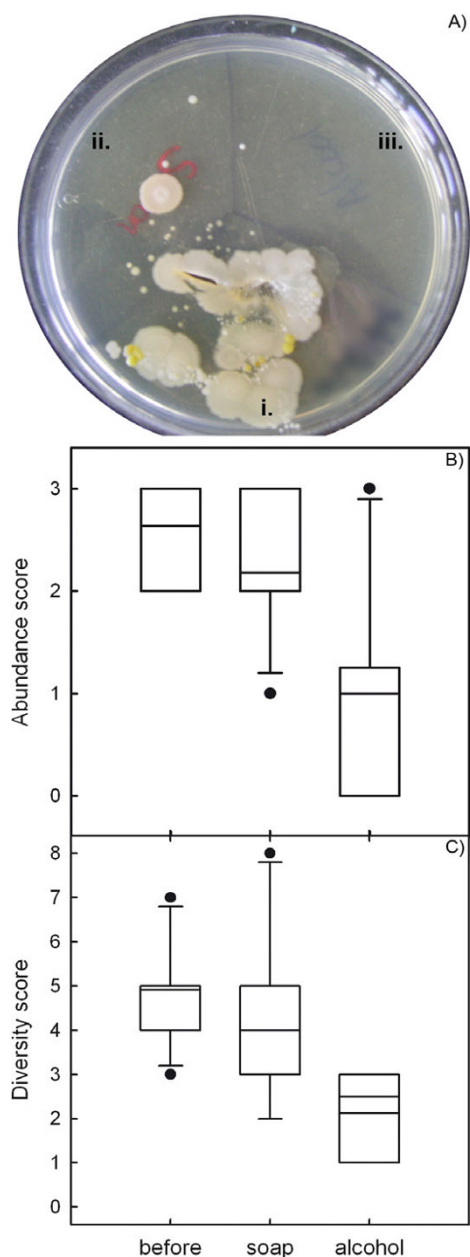 A)
ii.
iii.
i.
B)
Abundance score
3
2
1
0
C)
Diversity score
8
7
6
5
4
3
2
1
0
before soap alcohol